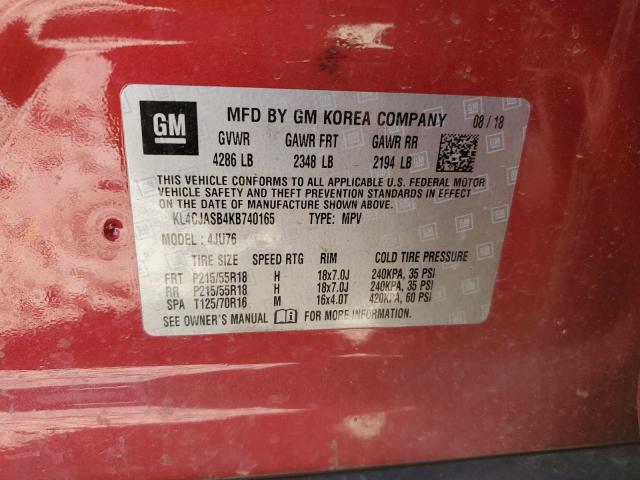 GM MFD BY GM KOREA COMPANY 08 / 18
GVWR GAWR FRT GAWR RR
4286 LB 2348 LB 2194 LB
THIS VEHICLE CONFORMS TO ALL APPLICABLE U.S. FEDERAL MOTOR
VEHICLE SAFETY AND THEFT PREVENTION STANDARDS IN EFFECT
ON THE DATE OF MANUFACTURE SHOWN ABOVE.
KL4CJASB4KB740165 TYPE: MPV
MODEL: 4JU76
TIRE SIZE SPEED RTG RIM COLD TIRE PRESSURE
FRT P215/55R18 H 18x7.0J 240KPA, 35 PSI
RR P215/55R18 H 18x7.0J 240KPA, 35 PSI
SPA T125/70R16 M 16x4.0T 420KPA, 60 PSI
SEE OWNER'S MANUAL FOR MORE INFORMATION.